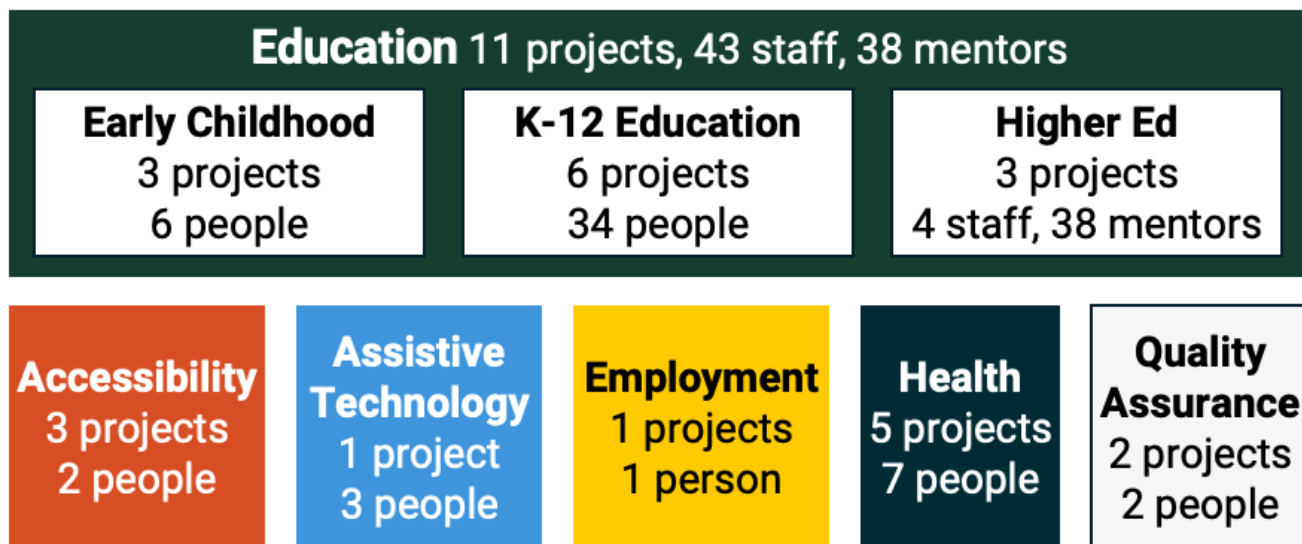 Education 11 projects, 43 staff, 38 mentors
Early Childhood
3 projects
6 people
K-12 Education
6 projects
34 people
Higher Ed
3 projects
4 staff, 38 mentors
Accessibility
3 projects
2 people
Assistive
Technology
1 project
3 people
Employment
1 projects
1 person
Health
5 projects
7 people
Quality
Assurance
2 projects
2 people